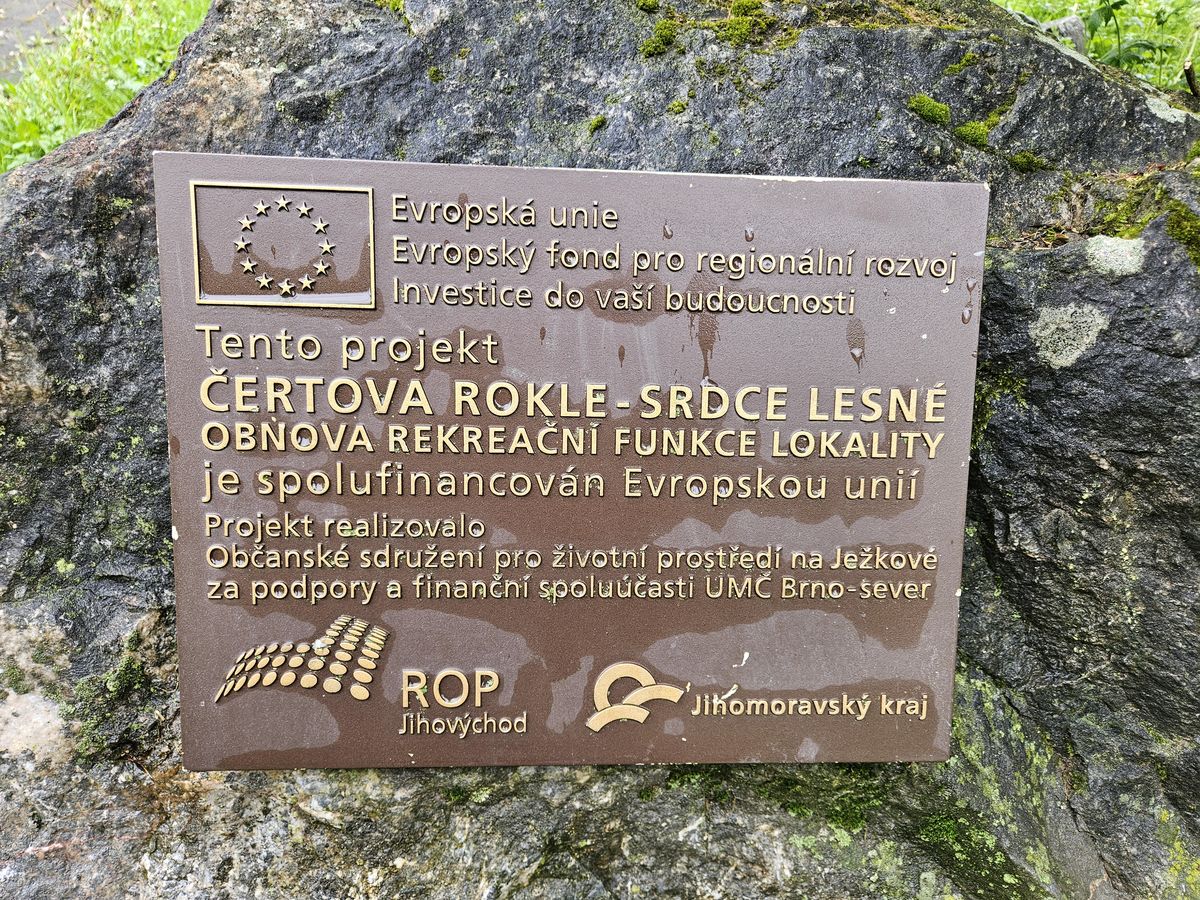 Evropská unie
Evropský fond pro regionální rozvoj
Investice do vaší budoucnosti
Tento projekt
ČERTOVA ROKLE - SRDCE LESNÉ
OBNOVA REKREAČNÍ FUNKCE LOKALITY
je spolufinancován Evropskou unií
Projekt realizovalo
Občanské sdružení pro životní prostředí na Ježkové
za podpory a finanční spoluúčasti ÚMČ Brno-sever
ROP
Jihovýchod
Jihomoravský kraj